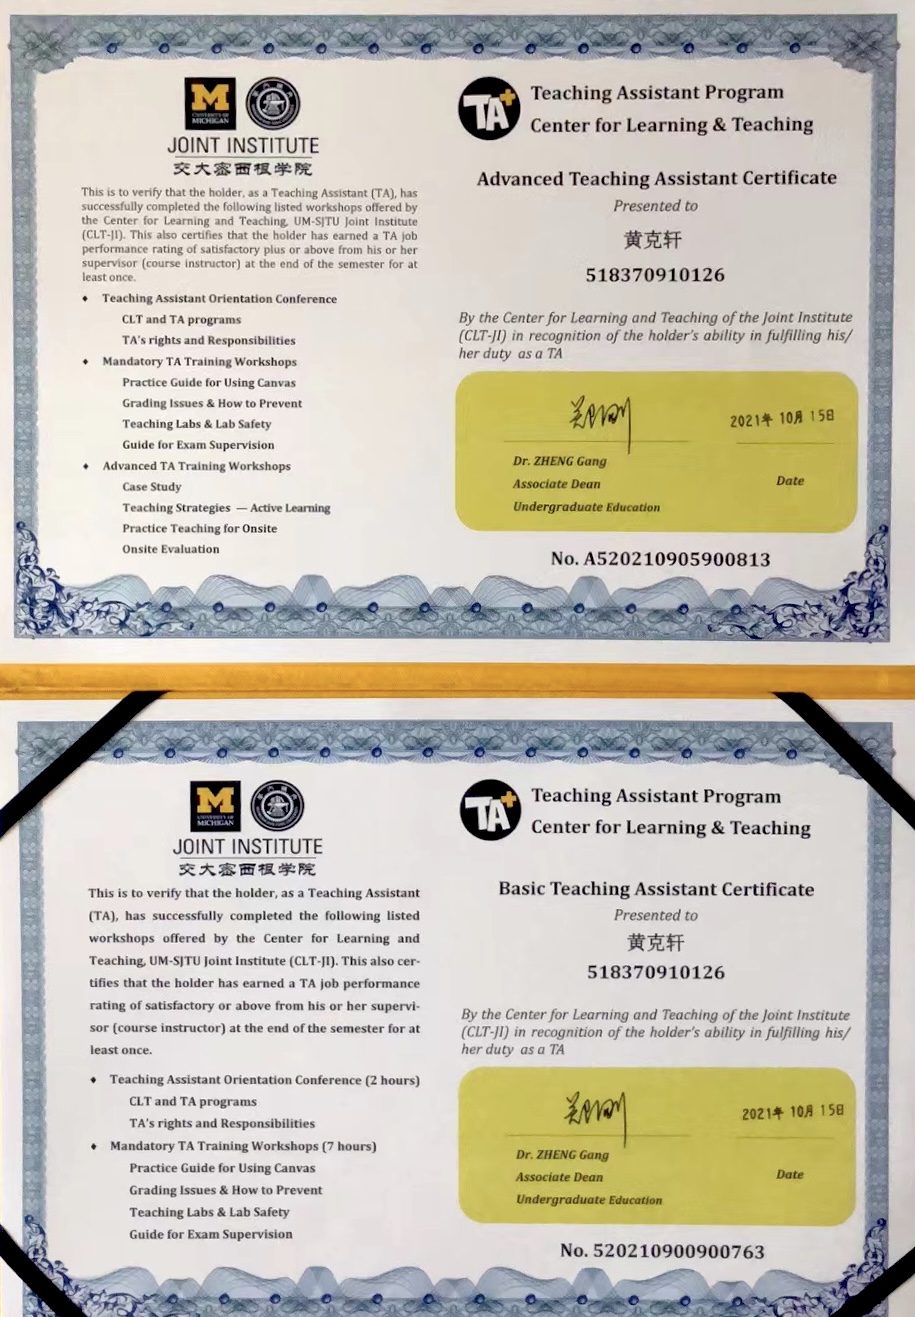 M
UNIVERSITY OF
MICHIGAN
JOINT INSTITUTE
交大密西根学院
This is to verify that the holder, as a Teaching Assistant (TA), has
successfully completed the following listed workshops offered by
the Center for Learning and Teaching, UM-SJTU Joint Institute
(CLT-JI). This also certifies that the holder has earned a TA job
performance rating of satisfactory plus or above from his or her
supervisor (course instructor) at the end of the semester for at
least once.
♦ Teaching Assistant Orientation Conference
CLT and TA programs
TA's rights and Responsibilities
♦ Mandatory TA Training Workshops
Practice Guide for Using Canvas
Grading Issues & How to Prevent
Teaching Labs & Lab Safety
Guide for Exam Supervision
♦ Advanced TA Training Workshops
Case Study
Teaching Strategies — Active Learning
Practice Teaching for Onsite
Onsite Evaluation
TA+
Teaching Assistant Program
Center for Learning & Teaching
Advanced Teaching Assistant Certificate
Presented to
黄克轩
518370910126
By the Center for Learning and Teaching of the Joint Institute
(CLT-JI) in recognition of the holder's ability in fulfilling his/
her duty as a TA
2021年 10月 15日
Dr. ZHENG Gang
Associate Dean
Undergraduate Education
Date
No. A520210905900813
M
UNIVERSITY OF
MICHIGAN
JOINT INSTITUTE
交大密西根学院
This is to verify that the holder, as a Teaching Assistant
(TA), has successfully completed the following listed
workshops offered by the Center for Learning and
Teaching, UM-SJTU Joint Institute (CLT-JI). This also cer-
tifies that the holder has earned a TA job performance
rating of satisfactory or above from his or her supervi-
sor (course instructor) at the end of the semester for at
least once.
♦ Teaching Assistant Orientation Conference (2 hours)
CLT and TA programs
TA's rights and Responsibilities
♦ Mandatory TA Training Workshops (7 hours)
Practice Guide for Using Canvas
Grading Issues & How to Prevent
Teaching Labs & Lab Safety
Guide for Exam Supervision
TA+
Teaching Assistant Program
Center for Learning & Teaching
Basic Teaching Assistant Certificate
Presented to
黄克轩
518370910126
By the Center for Learning and Teaching of the Joint Institute
(CLT-JI) in recognition of the holder's ability in fulfilling his/
her duty as a TA
2021年 10月 15日
Dr. ZHENG Gang
Associate Dean
Undergraduate Education
Date
No. 520210900900763